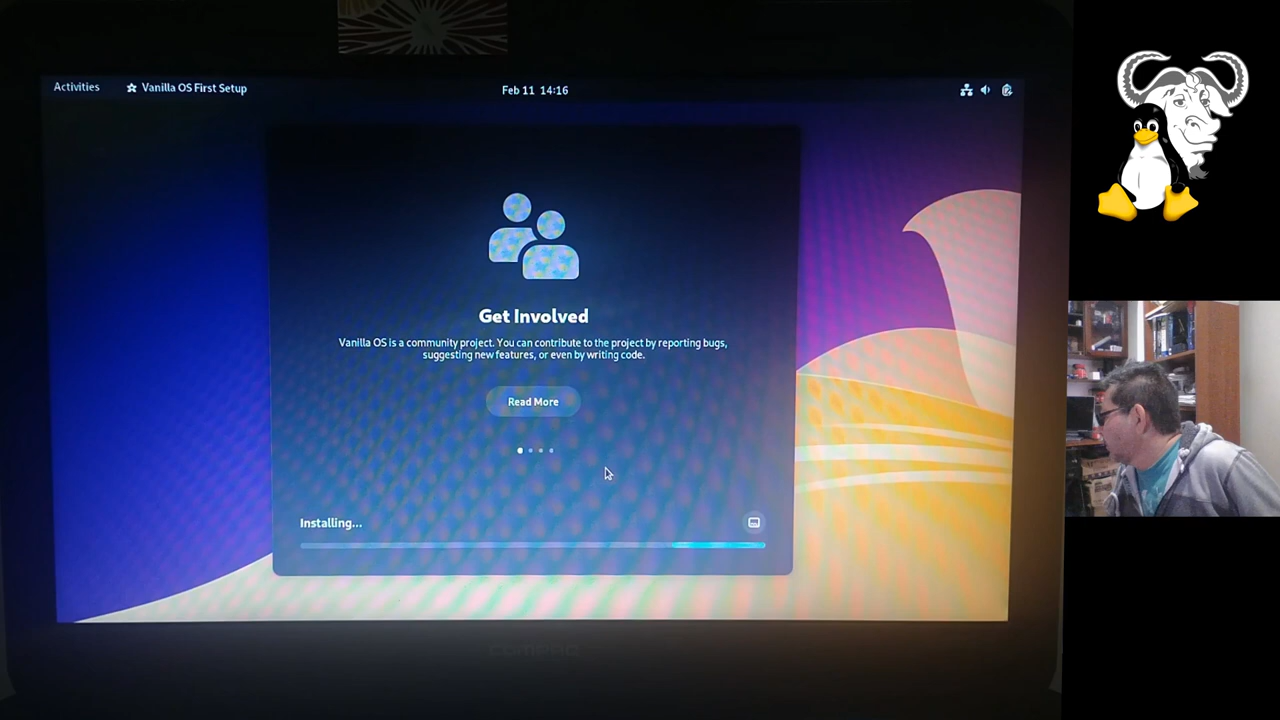 Activities
Vanilla OS First Setup
Feb 11 14:16
Get Involved
Vanilla OS is a community project. You can contribute to the project by reporting bugs,
suggesting new features, or even by writing code.
Read More
Installing...
COMPAQ